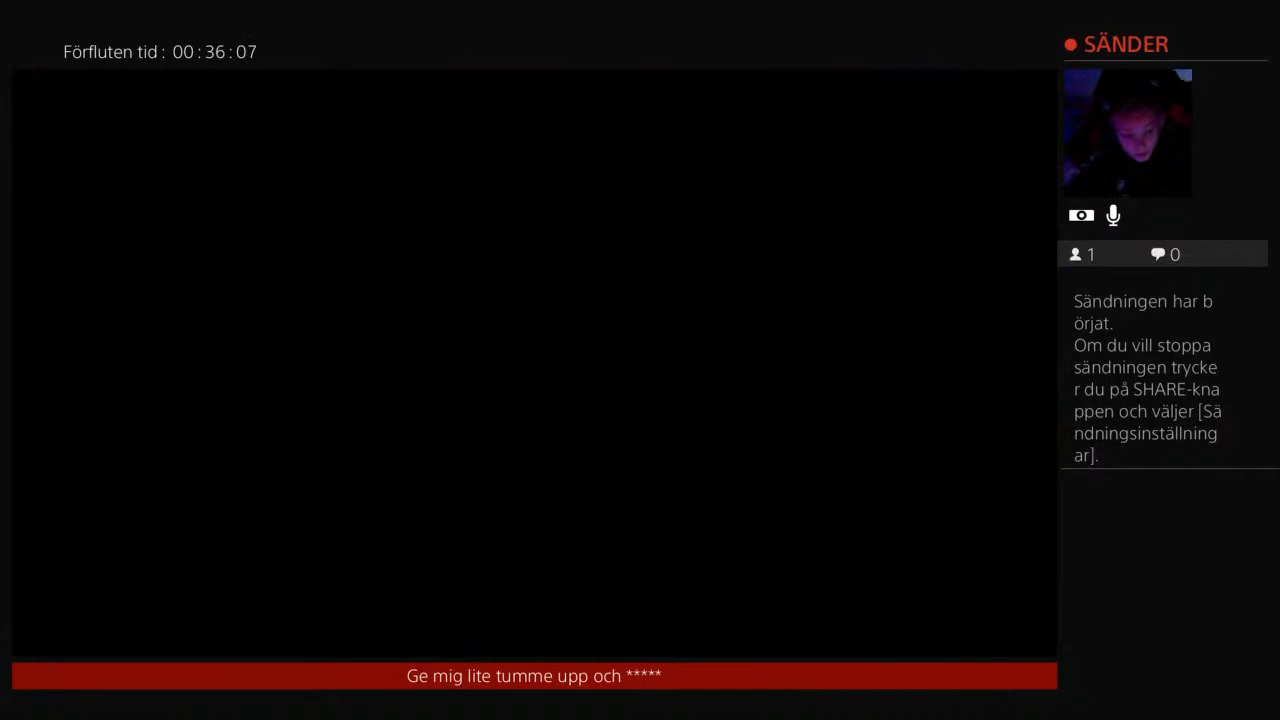 Förfluten tid : 00 : 36 : 07
SÄNDER
1 0
Sändningen har b
örjat.
Om du vill stoppa
sändningen trycke
r du på SHARE-kna
ppen och väljer [Sä
ndningsinställning
ar].
Ge mig lite tumme upp och *****